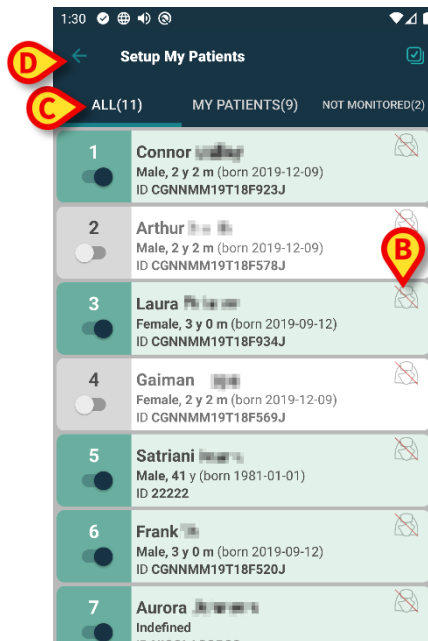 1:30
D
Setup My Patients
C
ALL(11) MY PATIENTS(9) NOT MONITORED(2)
1
Connor
Male, 2 y 2 m (born 2019-12-09)
ID CGNNMM19T18F923J
2
Arthur
Male, 2 y 2 m (born 2019-12-09)
ID CGNNMM19T18F578J
B
3
Laura
Female, 3 y 0 m (born 2019-09-12)
ID CGNNMM19T18F934J
4
Gaiman
Female, 2 y 2 m (born 2019-12-09)
ID CGNNMM19T18F569J
5
Satriani
Male, 41 y (born 1981-01-01)
ID 22222
6
Frank
Male, 3 y 0 m (born 2019-09-12)
ID CGNNMM19T18F520J
7
Aurora
Indefined